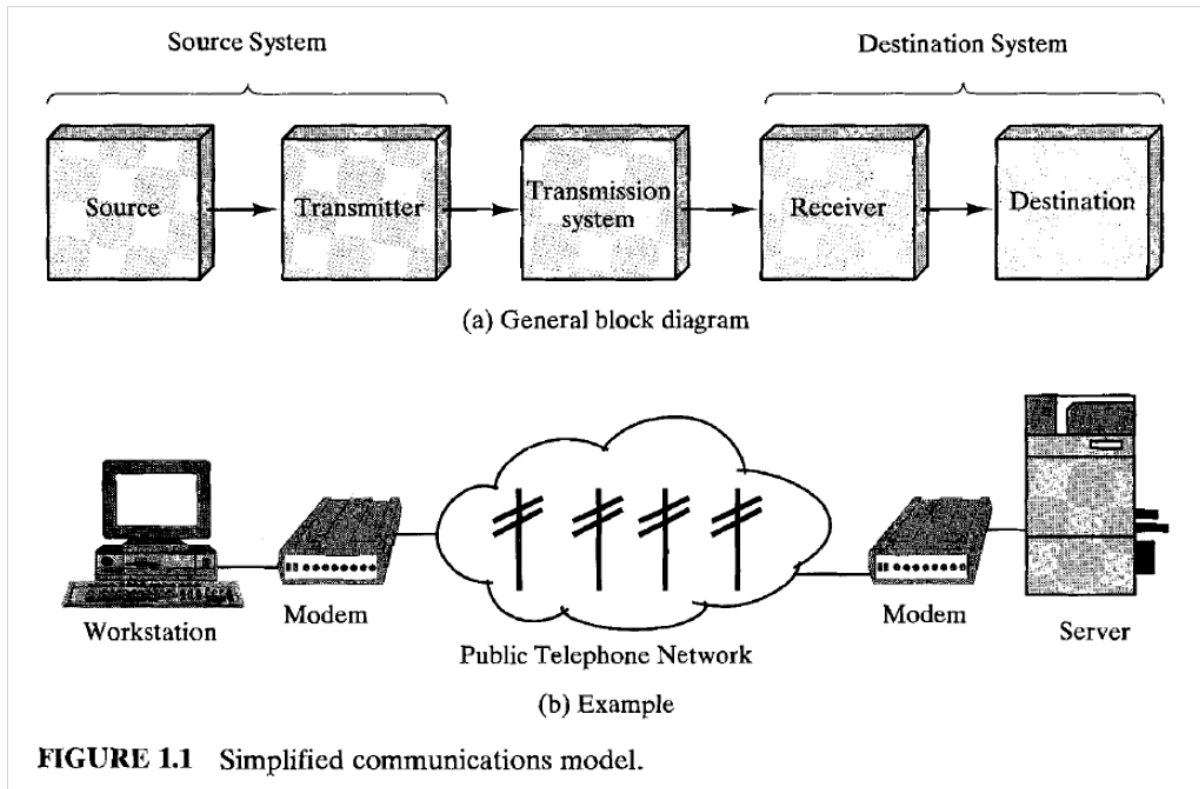 Source System
Destination System
Source
Transmitter
Transmission
system
Receiver
Destination
(a) General block diagram
Workstation
Modem
Public Telephone Network
Modem
Server
(b) Example
FIGURE 1.1 Simplified communications model.